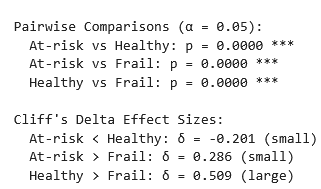 Pairwise Comparisons (α = 0.05):
At-risk vs Healthy: p = 0.0000 ***
At-risk vs Frail: p = 0.0000 ***
Healthy vs Frail: p = 0.0000 ***
Cliff's Delta Effect Sizes:
At-risk < Healthy: δ = -0.201 (small)
At-risk > Frail: δ = 0.286 (small)
Healthy > Frail: δ = 0.509 (large)